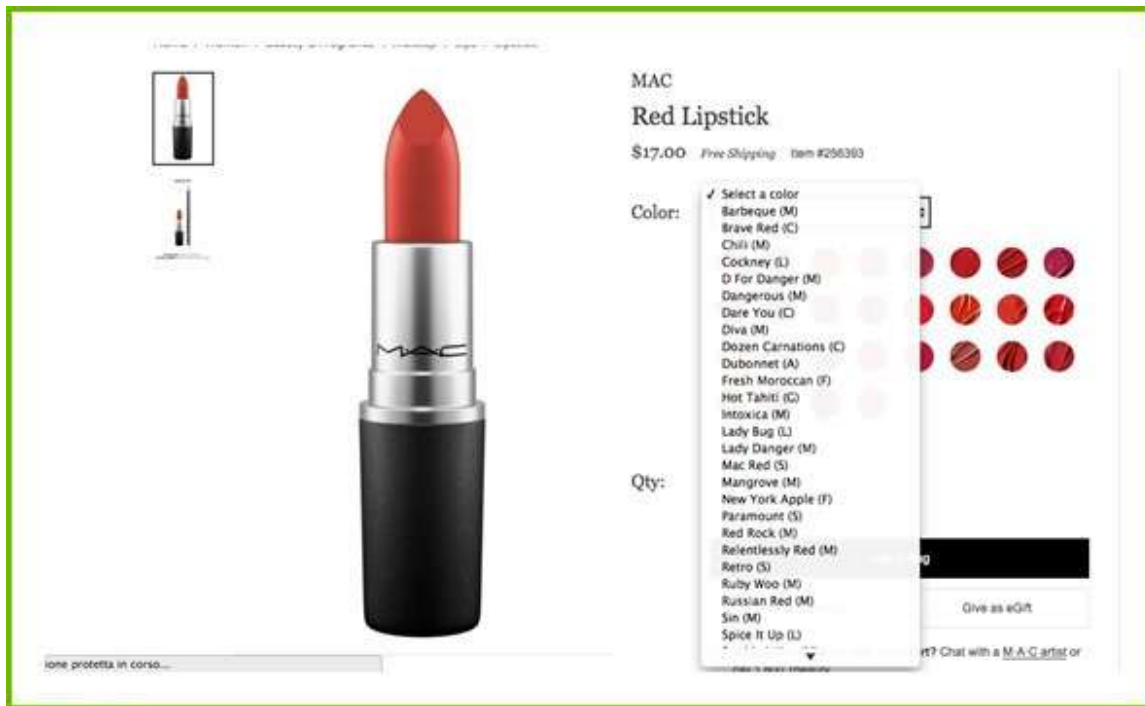 MAC
Red Lipstick
$17.00 Free Shipping Item #256393
Color:
✓ Select a color
Barbeque (M)
Brave Red (C)
Chili (M)
Cockney (L)
D For Danger (M)
Dangerous (M)
Dare You (C)
Diva (M)
Dozen Carnations (C)
Dubonnet (A)
Fresh Moroccan (F)
Hot Tahiti (G)
Intoxica (M)
Lady Bug (L)
Lady Danger (M)
Mac Red (S)
Mangrove (M)
New York Apple (F)
Paramount (S)
Red Rock (M)
Relentlessly Red (M)
Retro (S)
Ruby Woo (M)
Russian Red (M)
Sin (M)
Spice It Up (L)
MAC
Qty:
Give as eGift
Chat with a M·A·C artist or
ione protetta in corso...